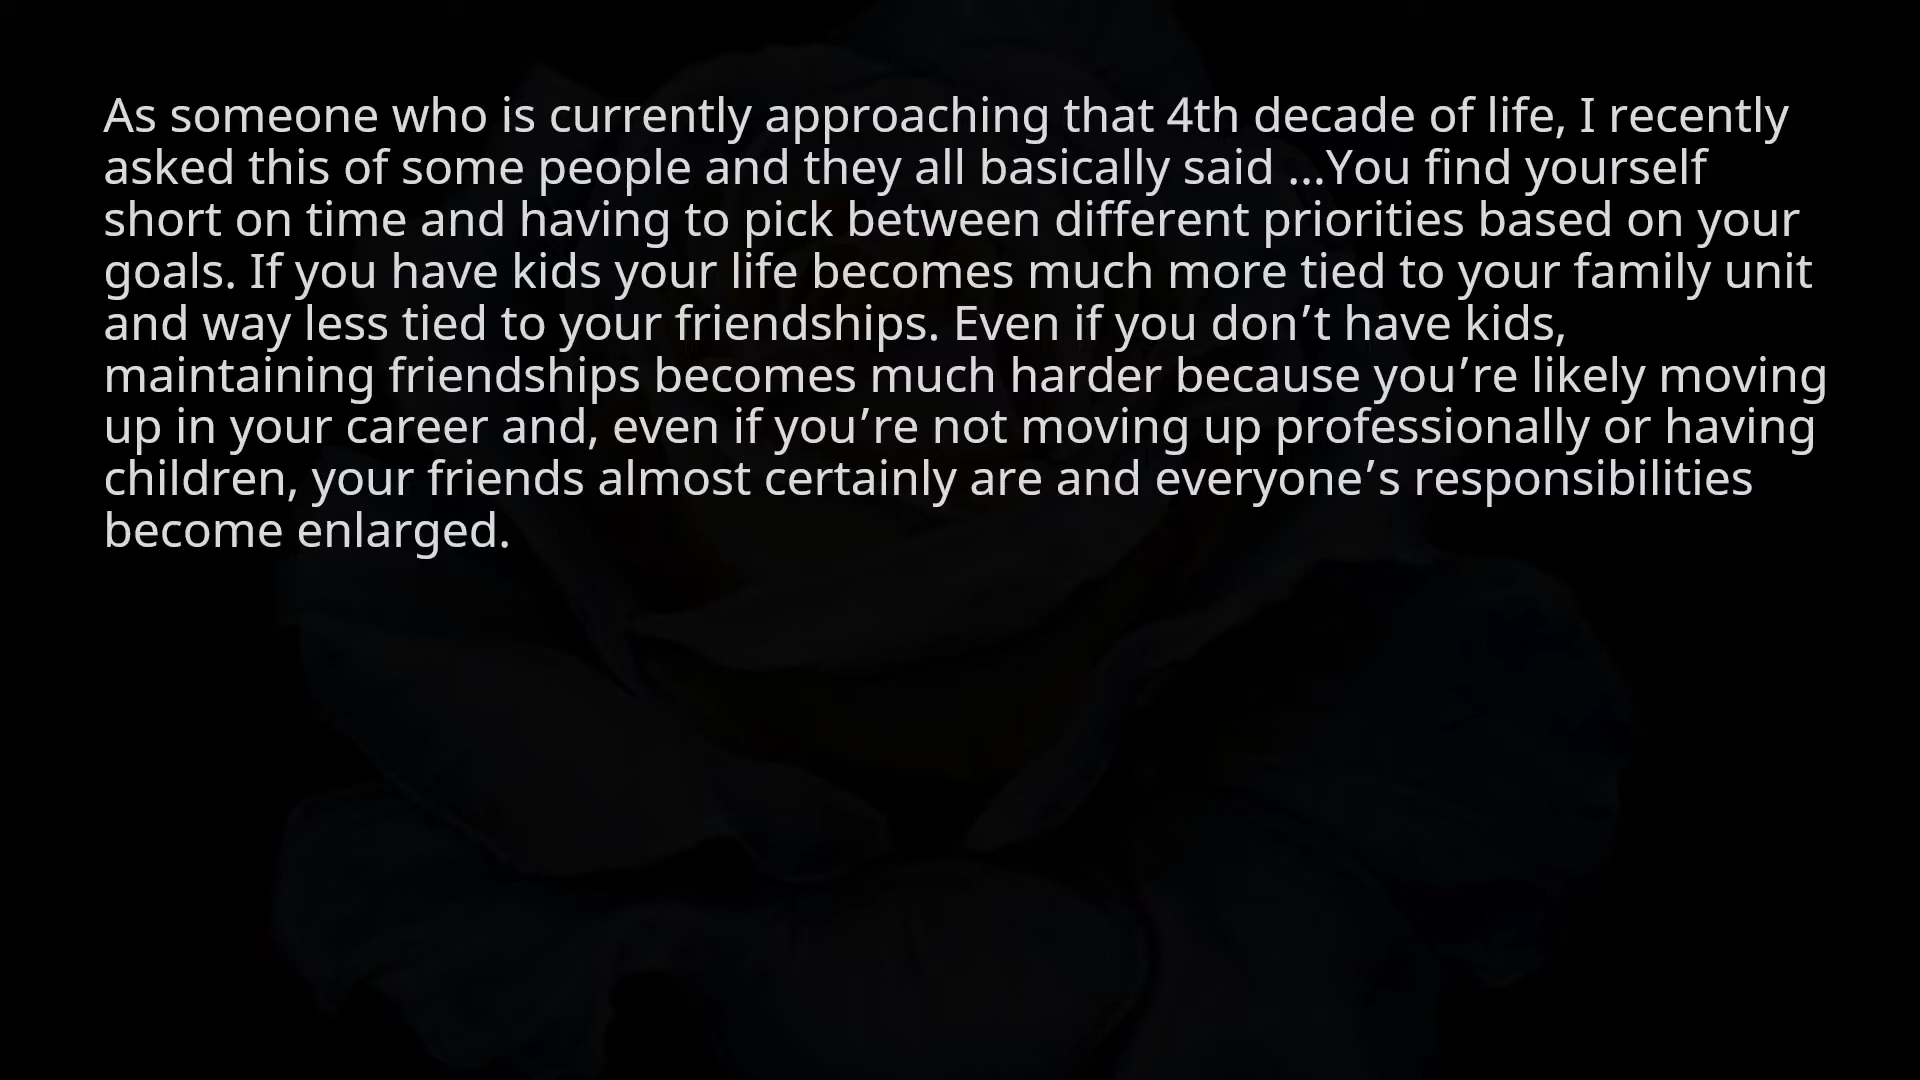 As someone who is currently approaching that 4th decade of life, I recently
asked this of some people and they all basically said ...You find yourself
short on time and having to pick between different priorities based on your
goals. If you have kids your life becomes much more tied to your family unit
and way less tied to your friendships. Even if you don’t have kids,
maintaining friendships becomes much harder because you’re likely moving
up in your career and, even if you’re not moving up professionally or having
children, your friends almost certainly are and everyone’s responsibilities
become enlarged.